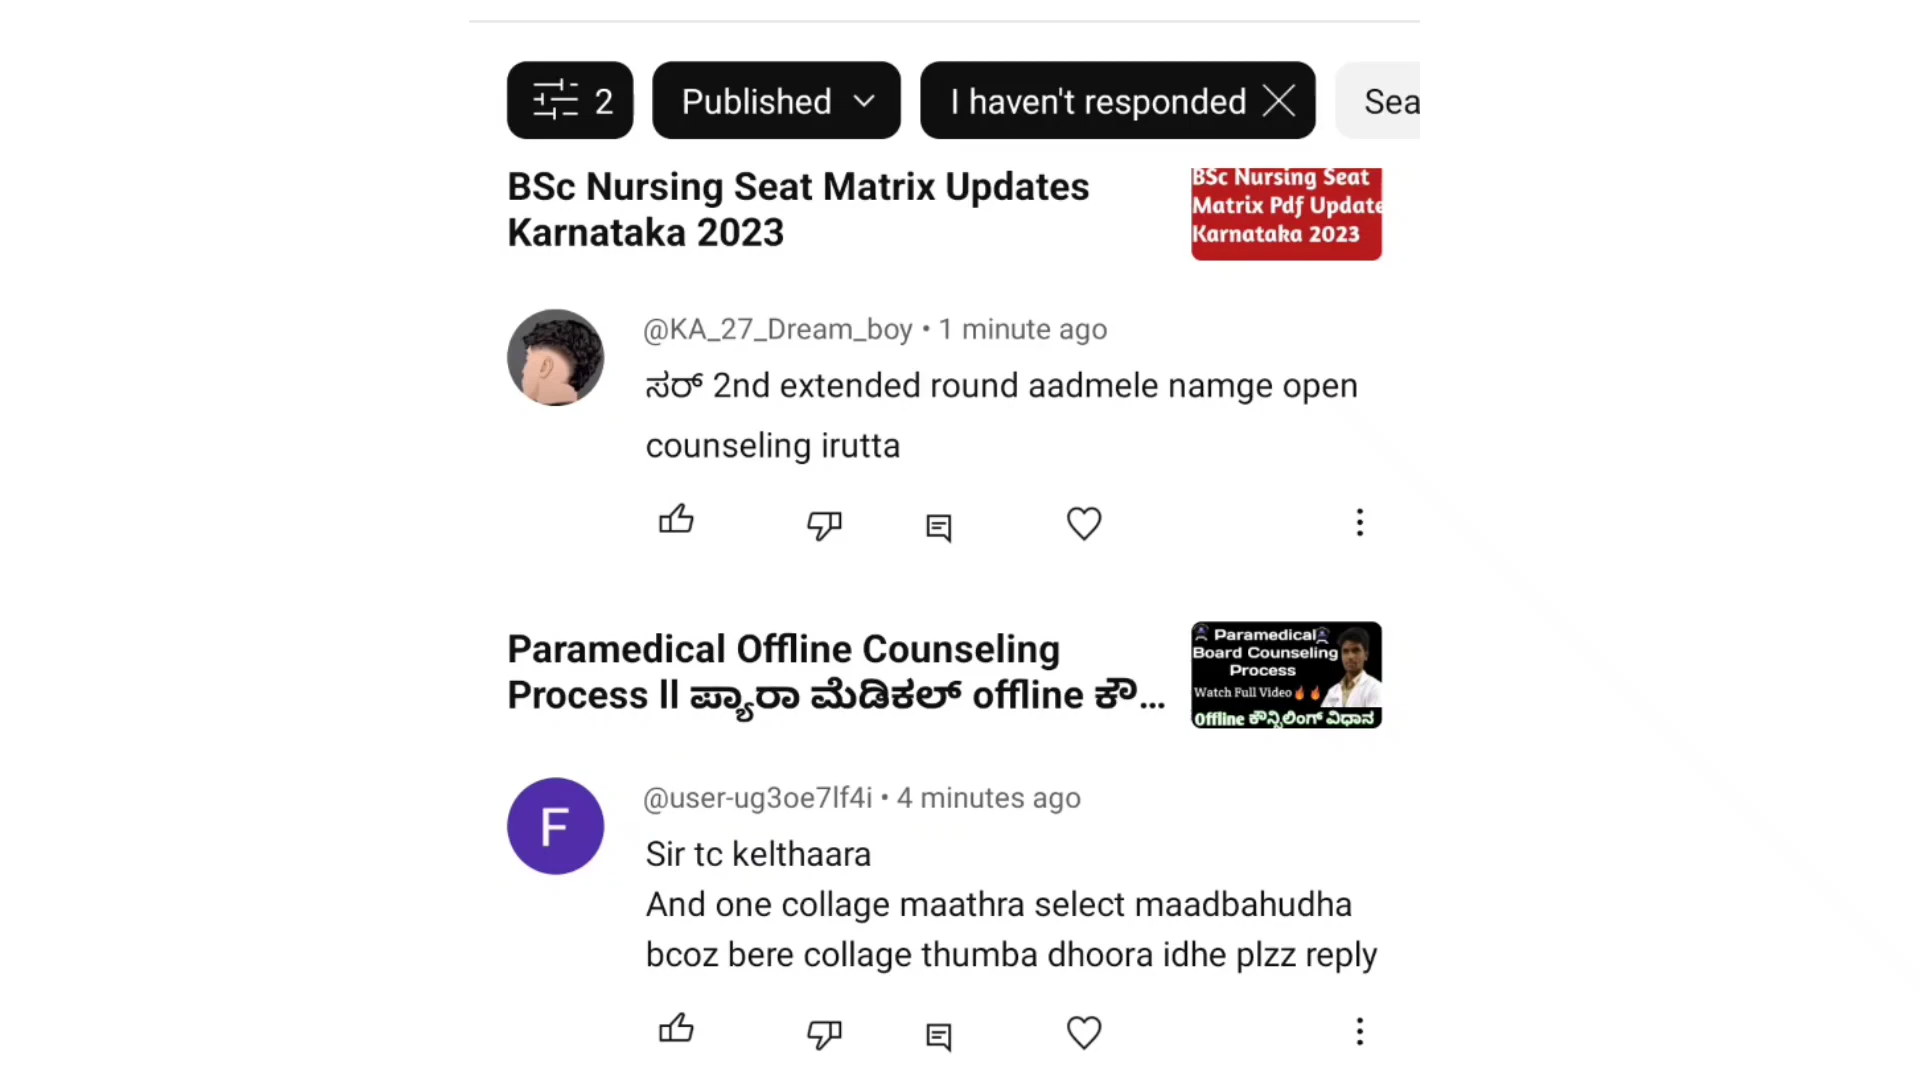 2
Published
I haven't responded
Sea
BSc Nursing Seat Matrix Updates
Karnataka 2023
BSc Nursing Seat
Matrix Pdf Update
Karnataka 2023
@KA_27_Dream_boy • 1 minute ago
ಸರ್ 2nd extended round aadmele namge open
counseling irutta
Paramedical Offline Counseling
Process ll ಪ್ಯಾರಾ ಮೆಡಿಕಲ್ offline ಕೌ...
Paramedical
Board Counseling
Process
Watch Full Video🔥🔥
Offline ಕೌನ್ಸಿಲಿಂಗ್ ವಿಧಾನ
F
@user-ug3oe7lf4i • 4 minutes ago
Sir tc kelthaara
And one collage maathra select maadbahudha
bcoz bere collage thumba dhoora idhe plzz reply